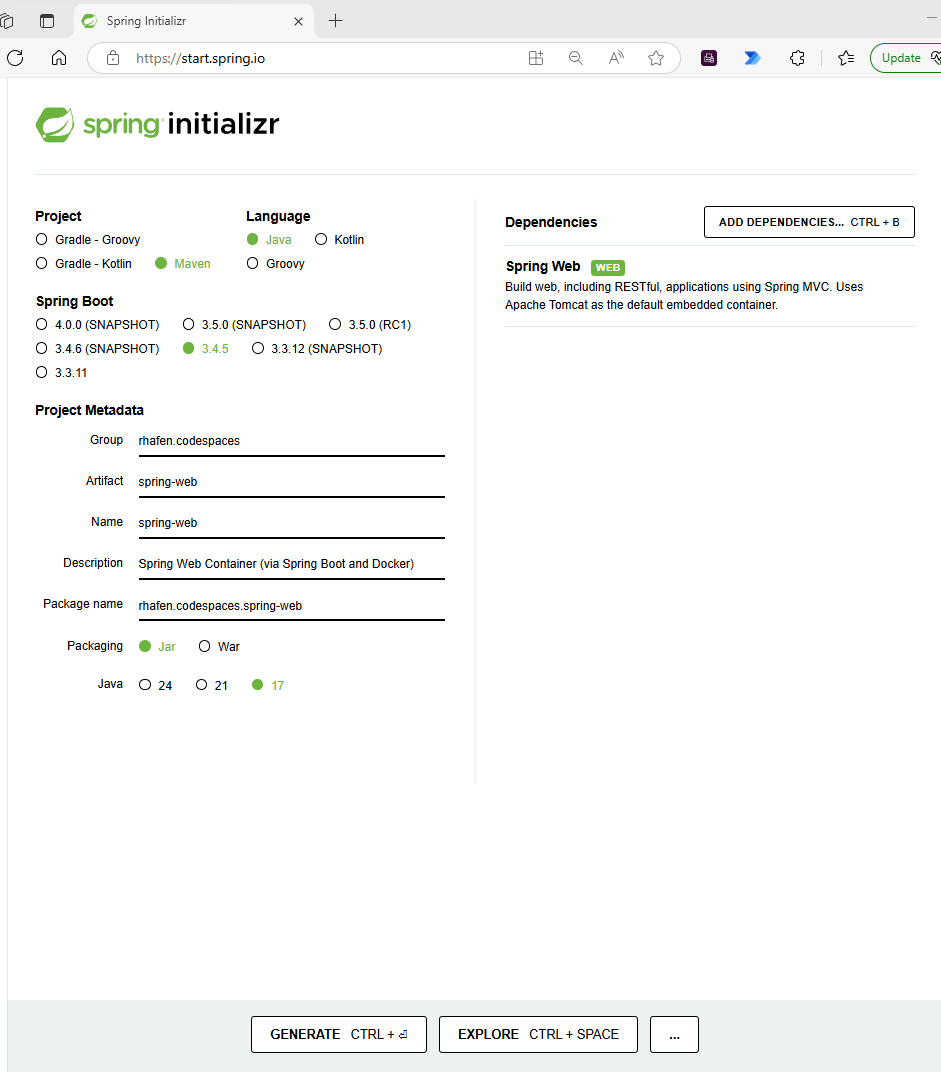 Spring Initializr
https://start.spring.io
Update
spring initializr
Project
Gradle - Groovy
Gradle - Kotlin Maven
Language
Java Kotlin
Groovy
Spring Boot
4.0.0 (SNAPSHOT) 3.5.0 (SNAPSHOT) 3.5.0 (RC1)
3.4.6 (SNAPSHOT) 3.4.5 3.3.12 (SNAPSHOT)
3.3.11
Project Metadata
Group rhafen.codespaces
Artifact spring-web
Name spring-web
Description Spring Web Container (via Spring Boot and Docker)
Package name rhafen.codespaces.spring-web
Packaging Jar War
Java 24 21 17
Dependencies
ADD DEPENDENCIES... CTRL + B
Spring Web WEB
Build web, including RESTful, applications using Spring MVC. Uses
Apache Tomcat as the default embedded container.
GENERATE CTRL + ⏎
EXPLORE CTRL + SPACE
...